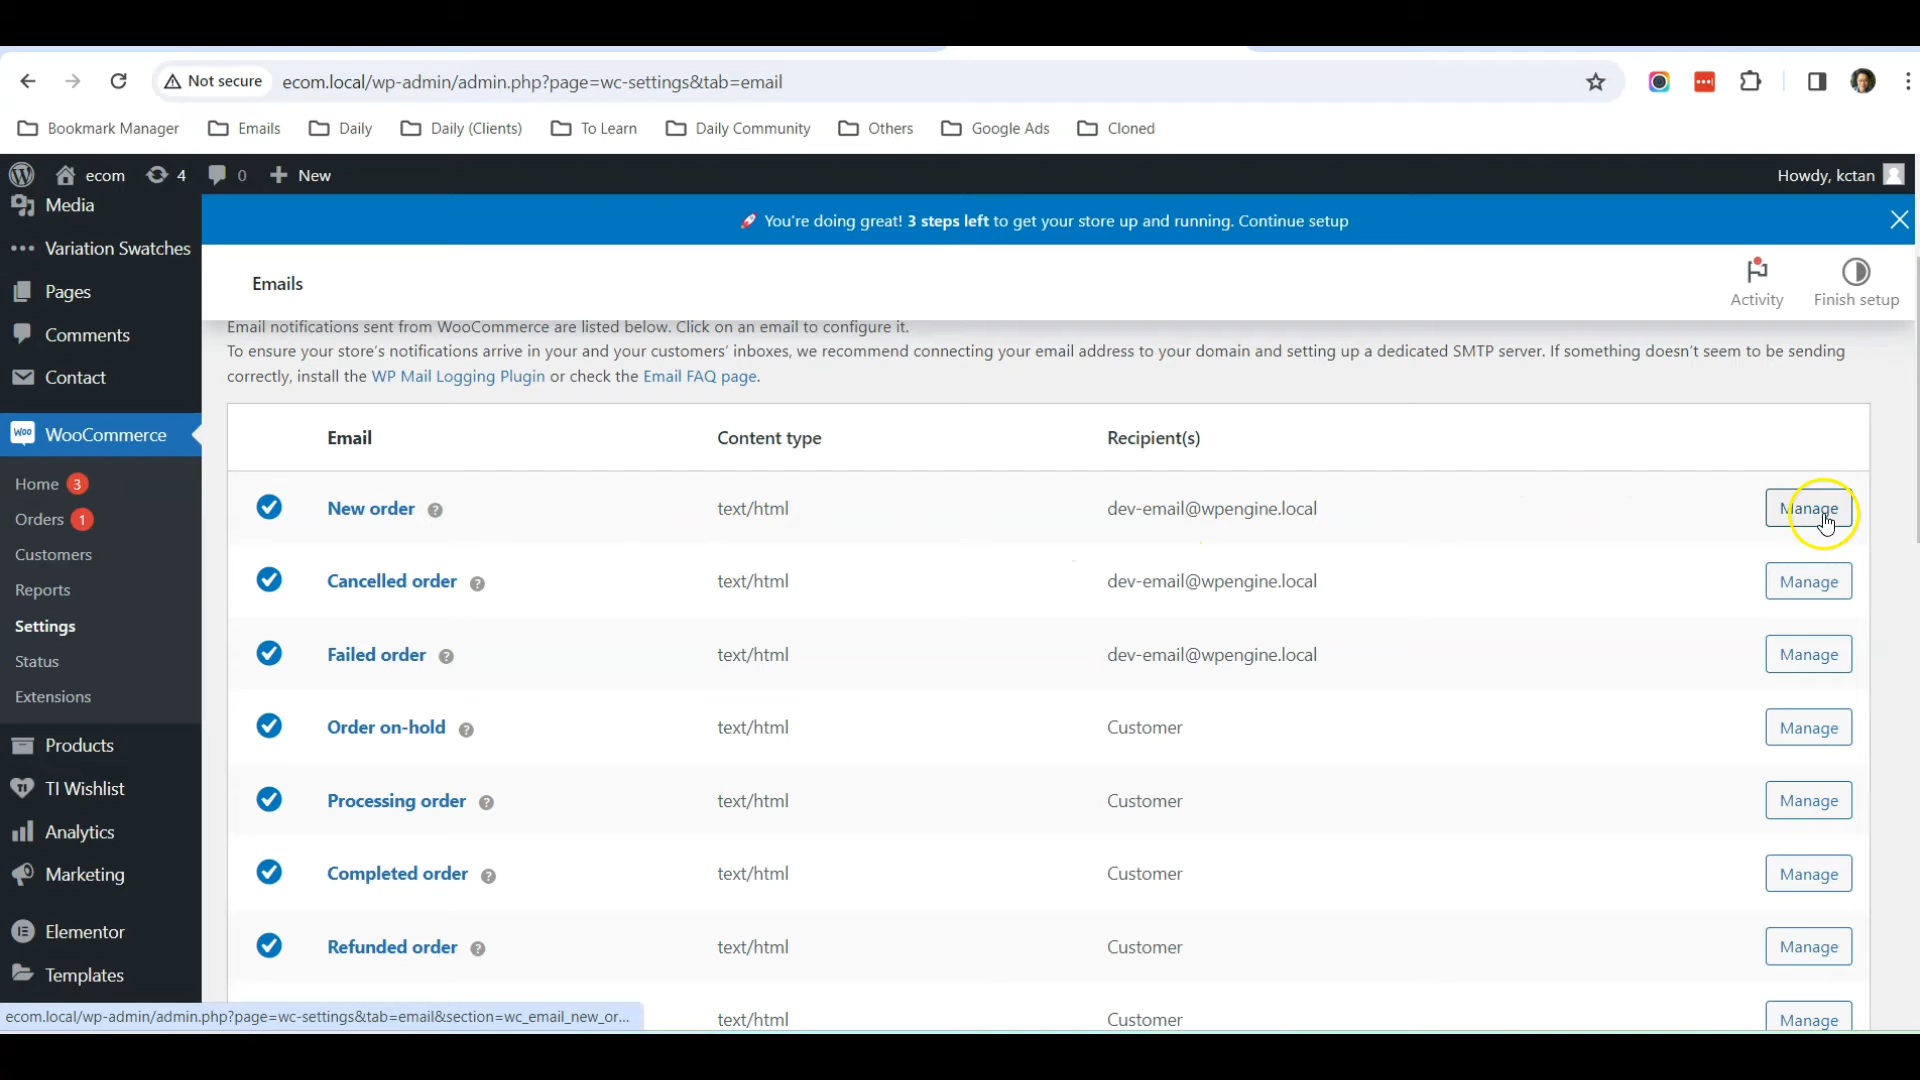 Not secure
ecom.local/wp-admin/admin.php?page=wc-settings&tab=email
Bookmark Manager
Emails
Daily
Daily (Clients)
To Learn
Daily Community
Others
Google Ads
Cloned
ecom
4
0
New
Howdy, kctan
Media
Variation Swatches
Pages
Comments
Contact
Woo
WooCommerce
Home 3
Orders 1
Customers
Reports
Settings
Status
Extensions
Products
TI Wishlist
Analytics
Marketing
Elementor
Templates
🚀 You're doing great! 3 steps left to get your store up and running. Continue setup
Emails
Activity
Finish setup
Email notifications sent from WooCommerce are listed below. Click on an email to configure it.
To ensure your store's notifications arrive in your and your customers' inboxes, we recommend connecting your email address to your domain and setting up a dedicated SMTP server. If something doesn't seem to be sending
correctly, install the WP Mail Logging Plugin or check the Email FAQ page.
Email Content type Recipient(s)
New order ? text/html dev-email@wpengine.local Manage
Cancelled order ? text/html dev-email@wpengine.local Manage
Failed order ? text/html dev-email@wpengine.local Manage
Order on-hold ? text/html Customer Manage
Processing order ? text/html Customer Manage
Completed order ? text/html Customer Manage
Refunded order ? text/html Customer Manage
text/html Customer Manage
ecom.local/wp-admin/admin.php?page=wc-settings&tab=email&section=wc_email_new_or...